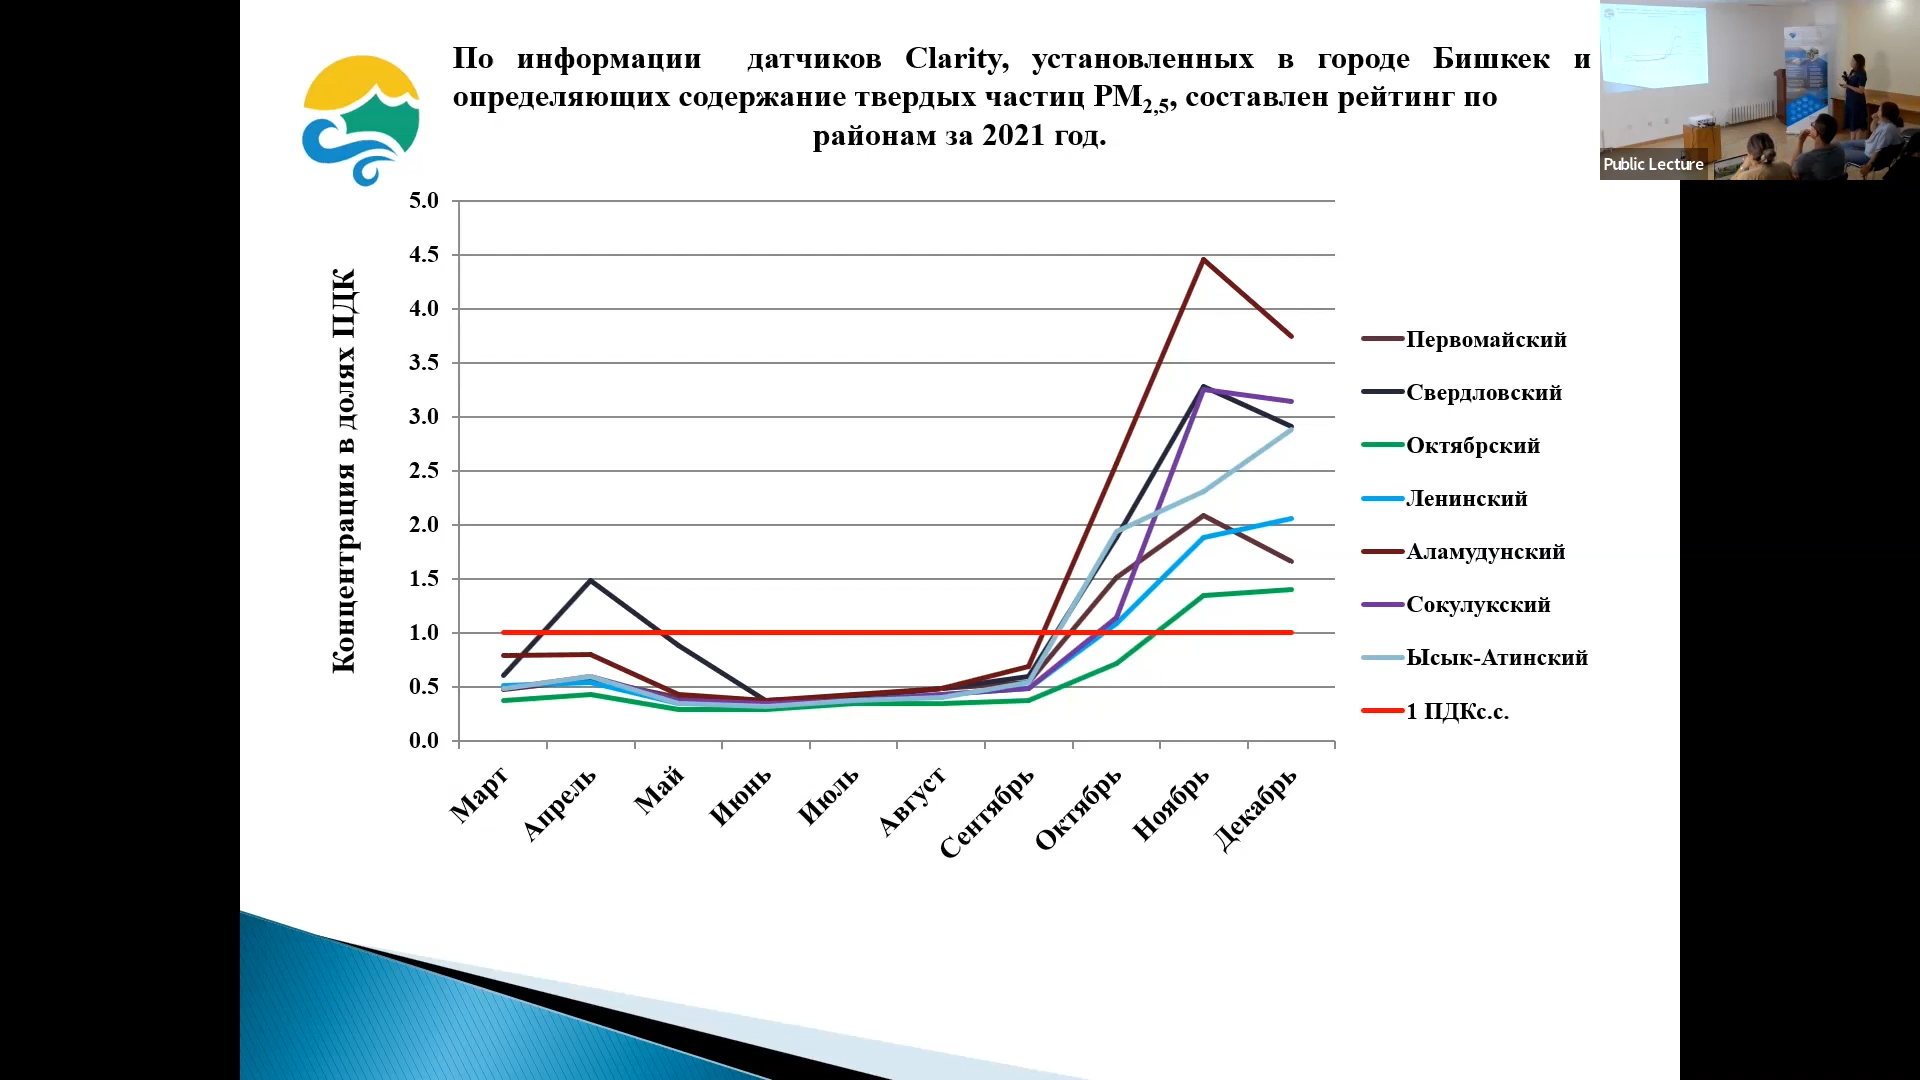 По информации датчиков Clarity, установленных в городе Бишкек и
определяющих содержание твердых частиц PM2,5, составлен рейтинг по
районам за 2021 год.
Public Lecture
Концентрация в долях ПДК
5.0
4.5
4.0
3.5
3.0
2.5
2.0
1.5
1.0
0.5
0.0
Март
Апрель
Май
Июнь
Июль
Август
Сентябрь
Октябрь
Ноябрь
Декабрь
Первомайский
Свердловский
Октябрский
Ленинский
Аламудунский
Сокулукский
Ысык-Атинский
1 ПДКс.с.